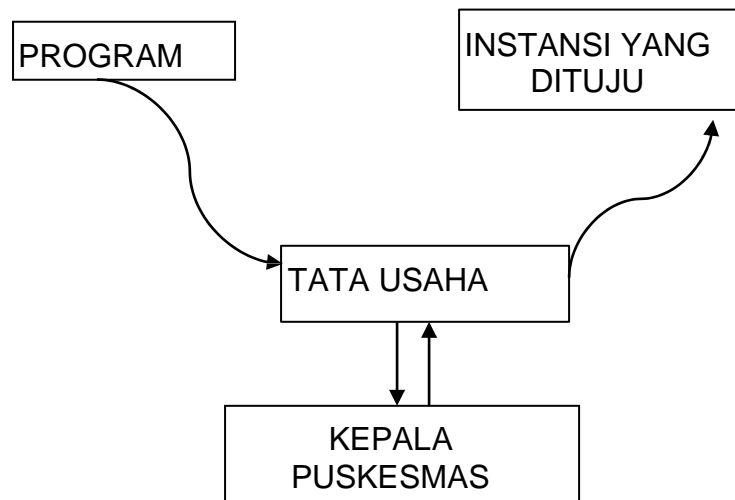 PROGRAM
INSTANSI YANG
DITUJU
TATA USAHA
KEPALA
PUSKESMAS